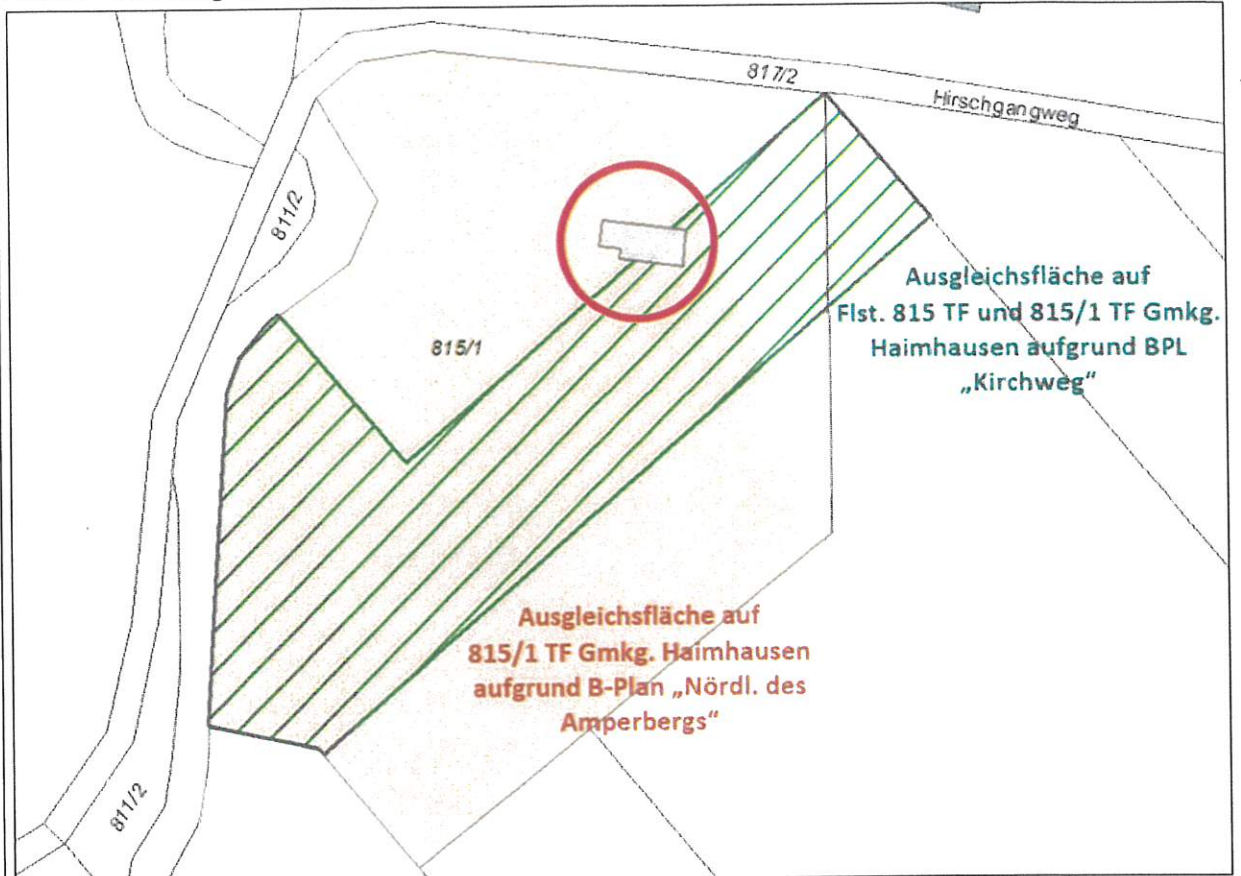 817/2
Hirschgangweg
811/2
815/1
Ausgleichsfläche auf
Flst. 815 TF und 815/1 TF Gmkg.
Haimhausen aufgrund BPL
„Kirchweg“
Ausgleichsfläche auf
815/1 TF Gmkg. Haimhausen
aufgrund B-Plan „Nördl. des
Amperbergs“
811/2